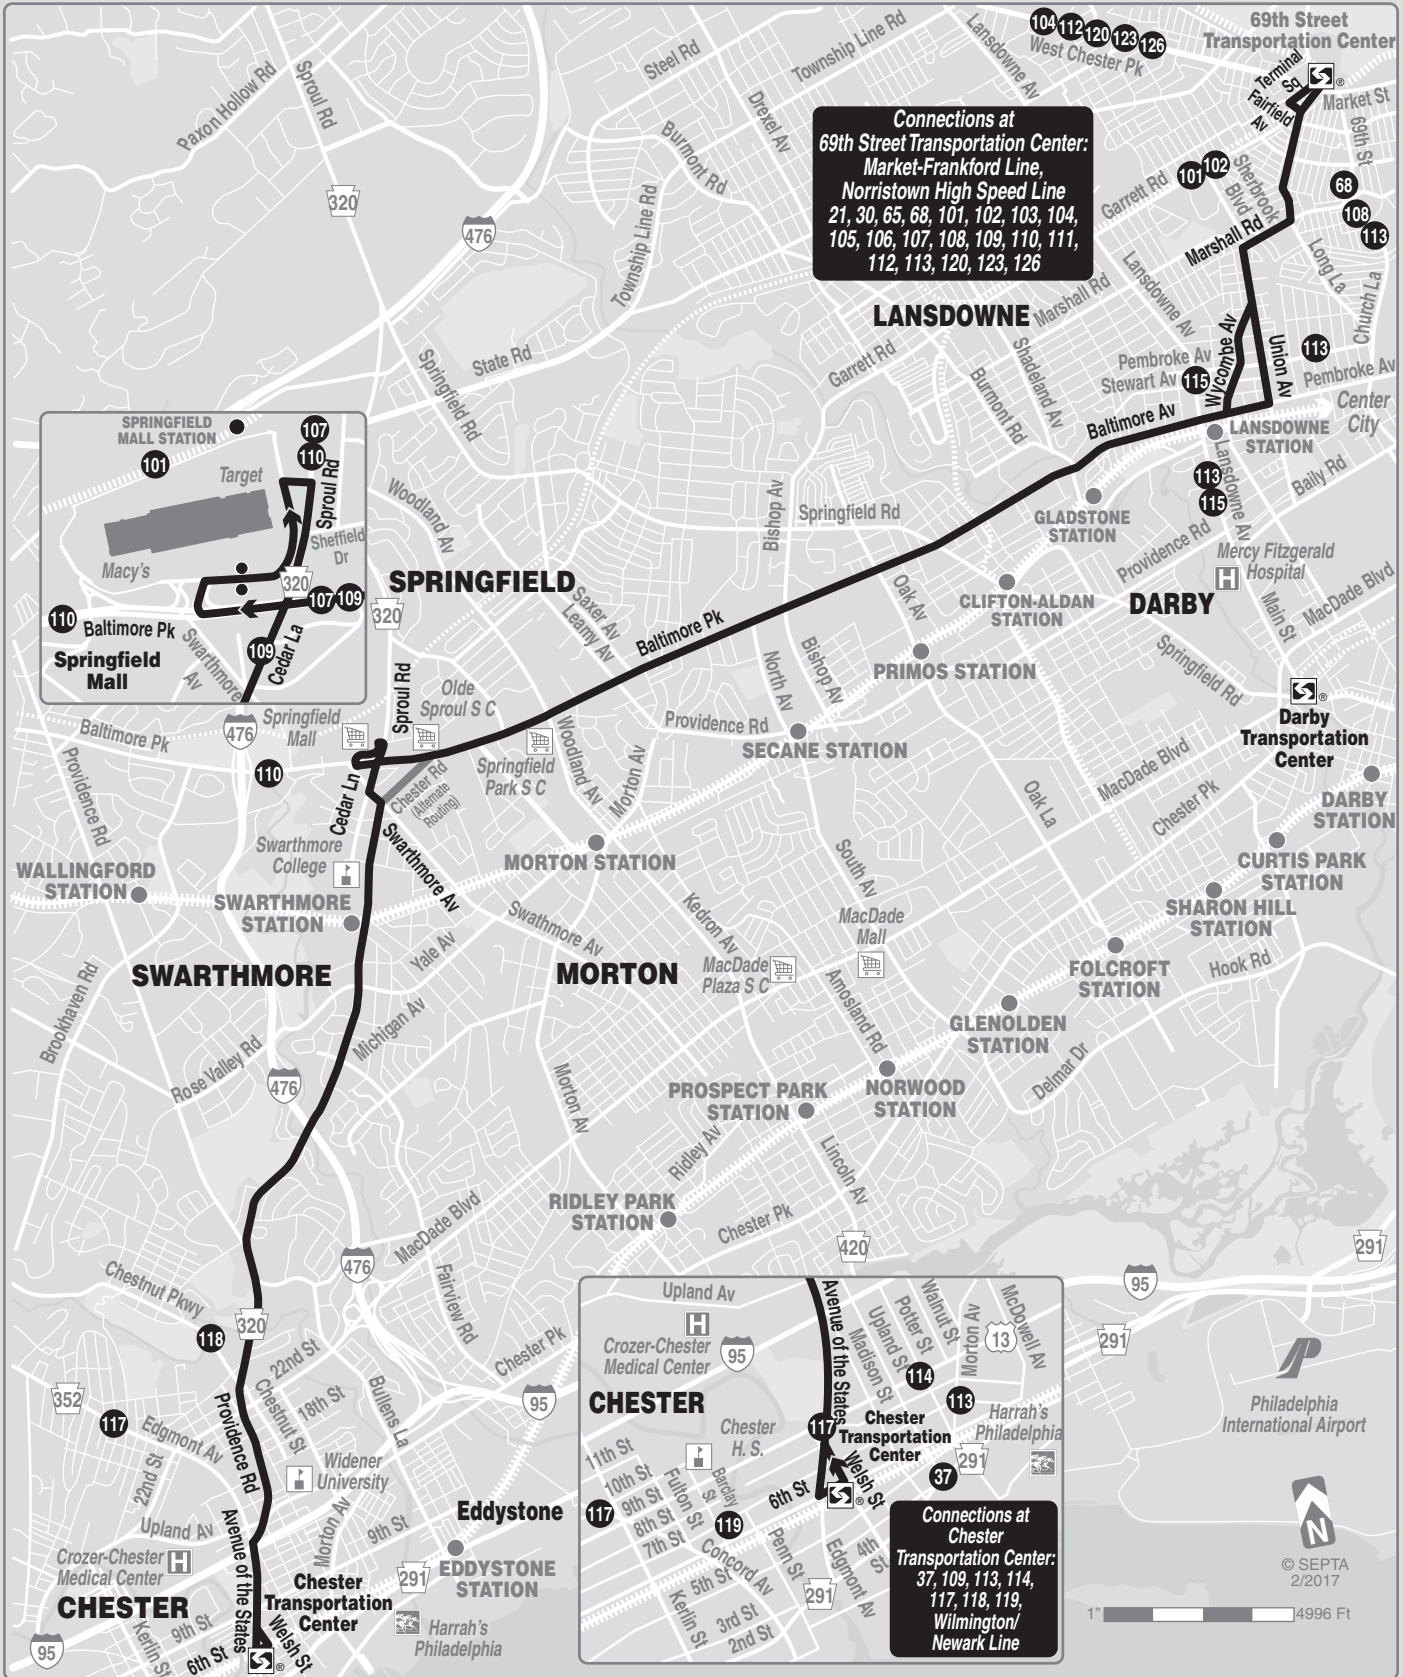 69th Street
Transportation Center
104
112
120
123
126
West Chester Pk
Lansdowne Av
Township Line Rd
Steel Rd
Drexel Av
Burmont Rd
Township Line Rd
Paxon Hollow Rd
Sproul Rd
320
476
Terminal
Sq
Fairfield
Av
Market St
69th St
Connections at
69th Street Transportation Center:
Market-Frankford Line,
Norristown High Speed Line
21, 30, 65, 68, 101, 102, 103, 104,
105, 106, 107, 108, 109, 110, 111,
112, 113, 120, 123, 126
Garrett Rd
101
102
Sherbrook
Blvd
68
108
113
Marshall Rd
Long La
Church La
Lansdowne Av
Marshall Rd
LANSDOWNE
Garrett Rd
Shadeland Av
Burmont Rd
Pembroke Av
Stewart Av
115
Wycombe Av
Union Av
113
Pembroke Av
Center
City
Baltimore Av
LANSDOWNE
STATION
Lansdowne Av
113
115
Baily Rd
State Rd
Springfield Rd
SPRINGFIELD
MALL STATION
101
107
110
Target
Sproul Rd
Sheffield
Dr
Macy's
320
107
109
110
Baltimore Pk
109
Cedar La
Swarthmore
Av
Springfield
Mall
Woodland Av
SPRINGFIELD
320
Saxer Av
Leamy Av
Bishop Av
Springfield Rd
GLADSTONE
STATION
Providence Rd
Mercy Fitzgerald
Hospital
H
DARBY
Main St
MacDade Blvd
Oak Av
CLIFTON-ALDAN
STATION
Baltimore Pk
PRIMOS STATION
Springfield Rd
North Av
Bishop Av
Providence Rd
SECANE STATION
Darby
Transportation
Center
DARBY
STATION
MacDade Blvd
Chester Pk
Oak La
CURTIS PARK
STATION
SHARON HILL
STATION
Hook Rd
FOLCROFT
STATION
GLENOLDEN
STATION
Delmar Dr
Sproul Rd
Olde
Sproul S C
Springfield
Mall
476
Baltimore Pk
110
Providence Rd
Cedar Ln
Chester Rd
(Alternate
Routing)
Springfield
Park S C
Woodland Av
Morton Av
MORTON STATION
Swarthmore
College
Swarthmore Av
WALLINGFORD
STATION
SWARTHMORE
STATION
Swathmore Av
Yale Av
SWARTHMORE
MORTON
Kedron Av
South Av
MacDade
Mall
MacDade
Plaza S C
Amosland Rd
NORWOOD
STATION
PROSPECT PARK
STATION
Brookhaven Rd
Rose Valley Rd
Michigan Av
476
Morton Av
Ridley Av
Lincoln Av
RIDLEY PARK
STATION
Chester Pk
420
291
95
291
MacDade Blvd
476
Fairview Rd
Chester Pk
95
Chestnut Pkwy
320
118
22nd St
Chestnut St
18th St
Bullens La
352
117
Edgmont Av
22nd St
Providence Rd
Widener
University
Upland Av
Crozer-Chester
Medical Center
H
Morton Av
9th St
Eddystone
EDDYSTONE
STATION
291
Avenue of the States
Chester
Transportation
Center
Harrah's
Philadelphia
CHESTER
9th St
Kerlin St
6th St
Welsh St
95
Upland Av
H
Crozer-Chester
Medical Center
95
Avenue of the States
Madison St
Upland St
Potter St
Walnut St
Morton Av
13
McDowell Av
114
113
CHESTER
Chester
H. S.
117
Chester
Transportation
Center
Harrah's
Philadelphia
291
37
11th St
10th St
9th St
8th St
7th St
117
Fulton St
Barclay
St
119
6th St
Welsh St
Concord Av
5th St
Kerlin St
3rd St
2nd St
Penn St
291
Edgmont Av
4th
St
Connections at
Chester
Transportation Center:
37, 109, 113, 114,
117, 118, 119,
Wilmington/
Newark Line
Philadelphia
International Airport
N
© SEPTA
2/2017
1"
4996 Ft